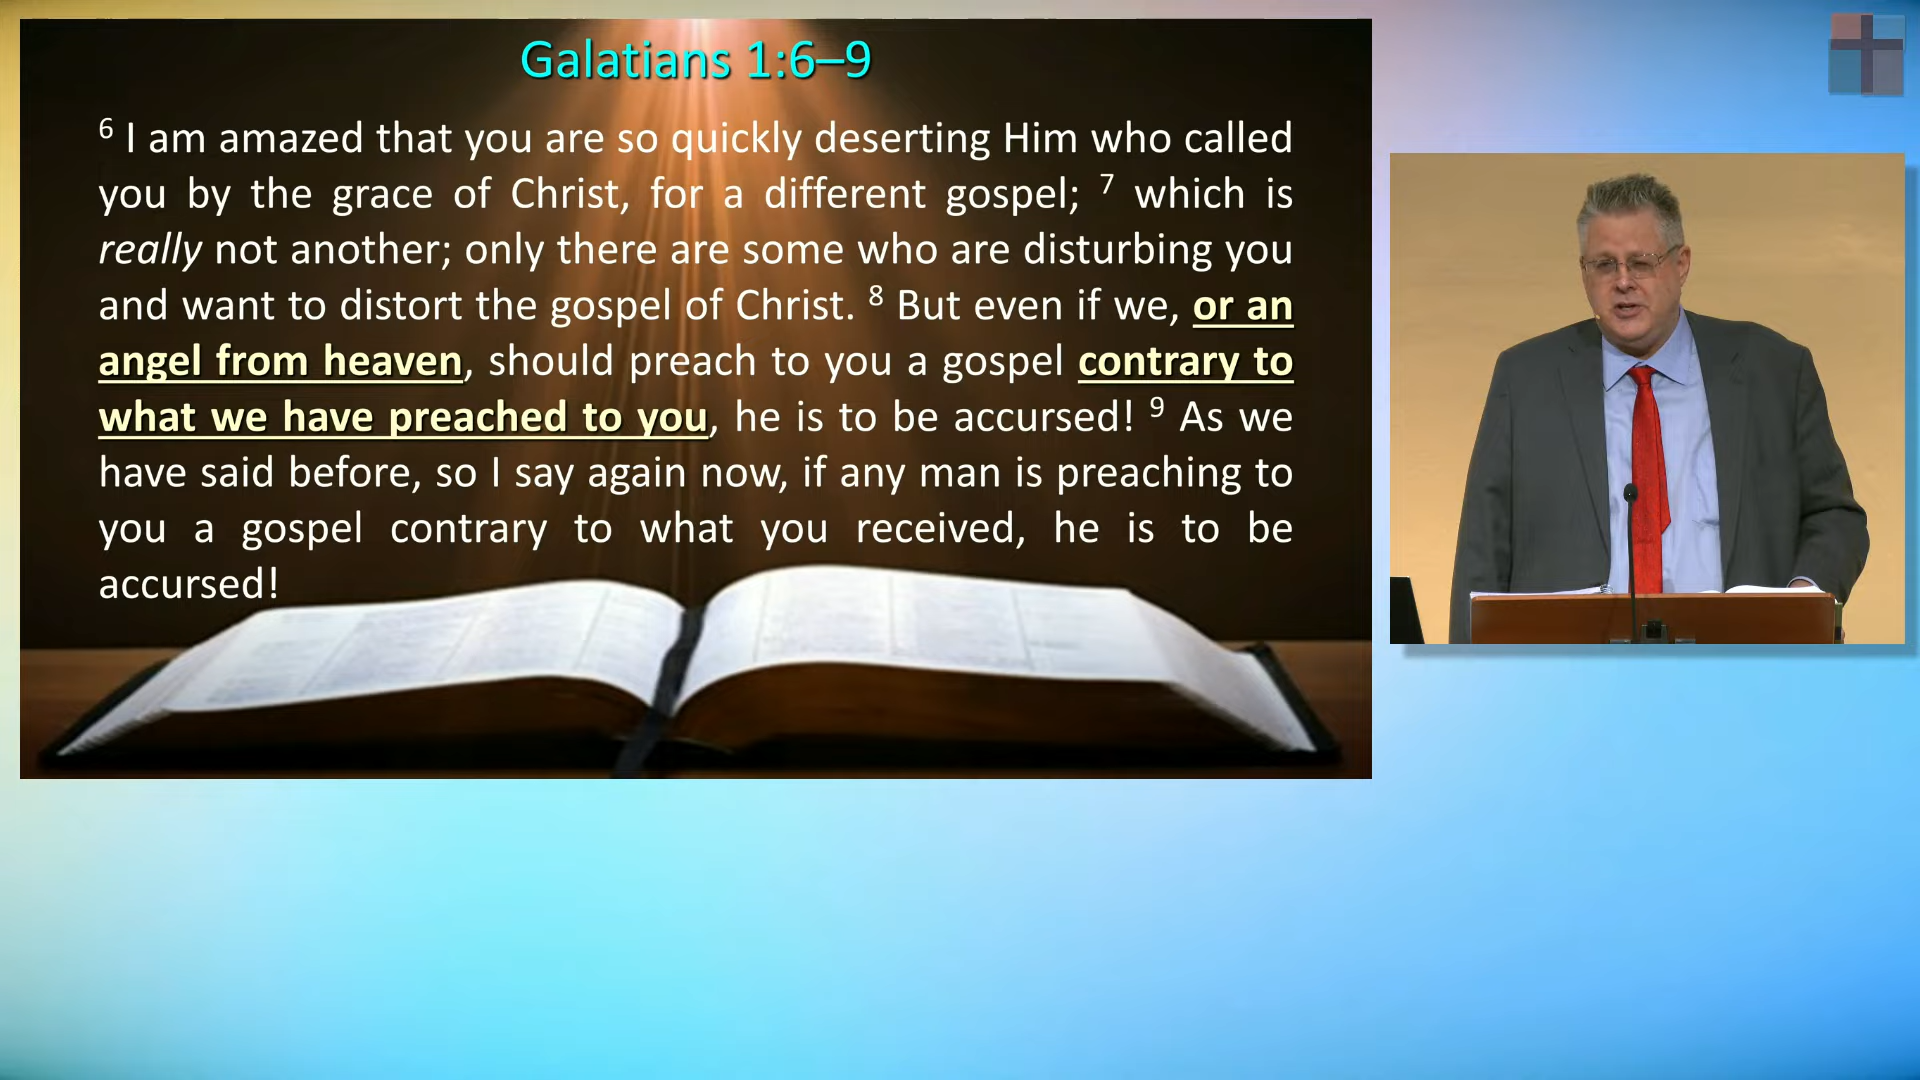 Galatians 1:6–9
6 I am amazed that you are so quickly deserting Him who called
you by the grace of Christ, for a different gospel; 7 which is
really not another; only there are some who are disturbing you
and want to distort the gospel of Christ. 8 But even if we, or an
angel from heaven, should preach to you a gospel contrary to
what we have preached to you, he is to be accursed! 9 As we
have said before, so I say again now, if any man is preaching to
you a gospel contrary to what you received, he is to be
accursed!